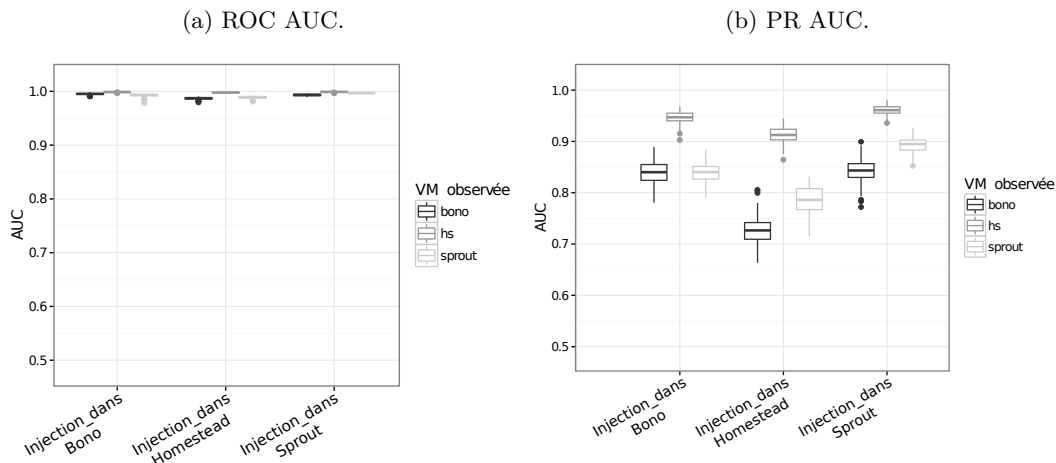 (a) ROC AUC.
1.0
0.9
0.8
0.7
0.6
0.5
AUC
Injection_dans
Bono
Injection_dans
Homestead
Injection_dans
Sprout
VM observée
bono
hs
sprout
(b) PR AUC.
1.0
0.9
0.8
0.7
0.6
0.5
AUC
Injection_dans
Bono
Injection_dans
Homestead
Injection_dans
Sprout
VM observée
bono
hs
sprout